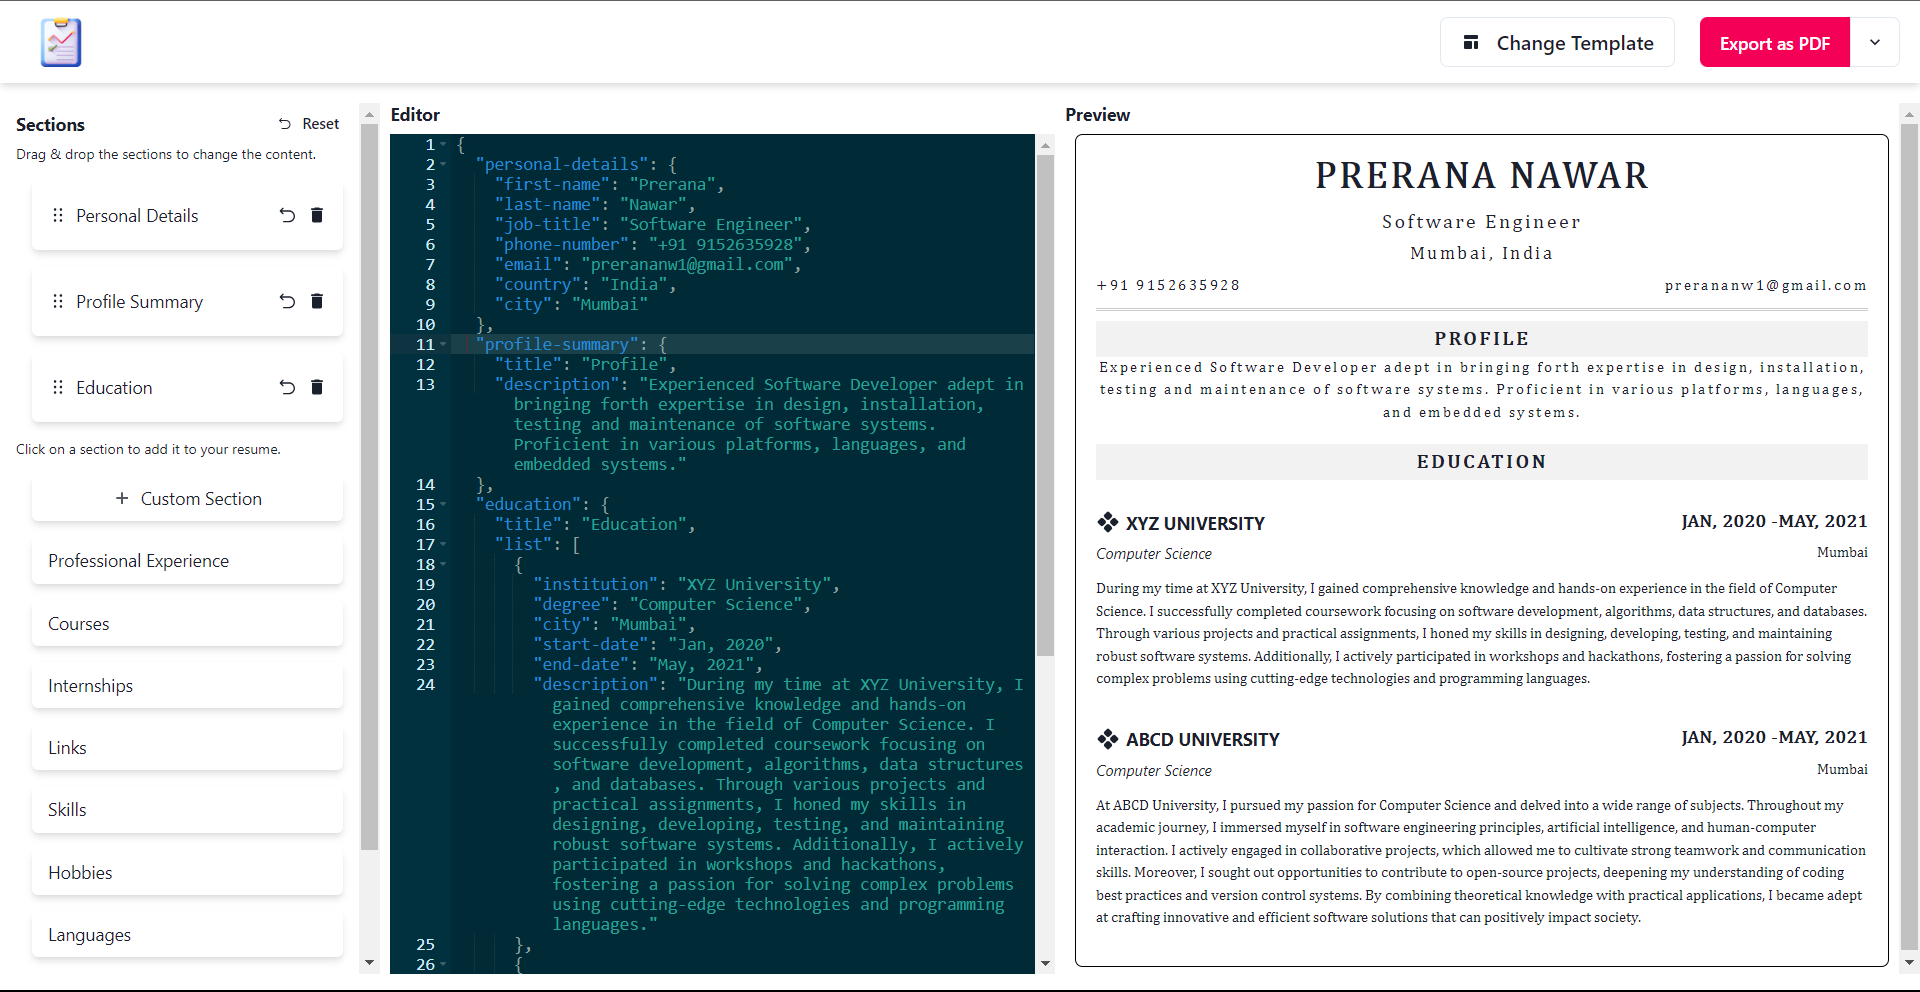 Change Template
Export as PDF
Sections
Reset
Drag & drop the sections to change the content.
Personal Details
Profile Summary
Education
Click on a section to add it to your resume.
+ Custom Section
Professional Experience
Courses
Internships
Links
Skills
Hobbies
Languages
Editor
1 {
2 "personal-details": {
3 "first-name": "Prerana",
4 "last-name": "Nawar",
5 "job-title": "Software Engineer",
6 "phone-number": "+91 9152635928",
7 "email": "prerananw1@gmail.com",
8 "country": "India",
9 "city": "Mumbai"
10 },
11 "profile-summary": {
12 "title": "Profile",
13 "description": "Experienced Software Developer adept in
bringing forth expertise in design, installation,
testing and maintenance of software systems.
Proficient in various platforms, languages, and
embedded systems."
14 },
15 "education": {
16 "title": "Education",
17 "list": [
18 {
19 "institution": "XYZ University",
20 "degree": "Computer Science",
21 "city": "Mumbai",
22 "start-date": "Jan, 2020",
23 "end-date": "May, 2021",
24 "description": "During my time at XYZ University, I
gained comprehensive knowledge and hands-on
experience in the field of Computer Science. I
successfully completed coursework focusing on
software development, algorithms, data structures
, and databases. Through various projects and
practical assignments, I honed my skills in
designing, developing, testing, and maintaining
robust software systems. Additionally, I actively
participated in workshops and hackathons,
fostering a passion for solving complex problems
using cutting-edge technologies and programming
languages."
25 },
26 {
Preview
PRERANA NAWAR
Software Engineer
Mumbai, India
+91 9152635928
prerananw1@gmail.com
PROFILE
Experienced Software Developer adept in bringing forth expertise in design, installation,
testing and maintenance of software systems. Proficient in various platforms, languages,
and embedded systems.
EDUCATION
XYZ UNIVERSITY
JAN, 2020 -MAY, 2021
Computer Science
Mumbai
During my time at XYZ University, I gained comprehensive knowledge and hands-on experience in the field of Computer
Science. I successfully completed coursework focusing on software development, algorithms, data structures, and databases.
Through various projects and practical assignments, I honed my skills in designing, developing, testing, and maintaining
robust software systems. Additionally, I actively participated in workshops and hackathons, fostering a passion for solving
complex problems using cutting-edge technologies and programming languages.
ABCD UNIVERSITY
JAN, 2020 -MAY, 2021
Computer Science
Mumbai
At ABCD University, I pursued my passion for Computer Science and delved into a wide range of subjects. Throughout my
academic journey, I immersed myself in software engineering principles, artificial intelligence, and human-computer
interaction. I actively engaged in collaborative projects, which allowed me to cultivate strong teamwork and communication
skills. Moreover, I sought out opportunities to contribute to open-source projects, deepening my understanding of coding
best practices and version control systems. By combining theoretical knowledge with practical applications, I became adept
at crafting innovative and efficient software solutions that can positively impact society.